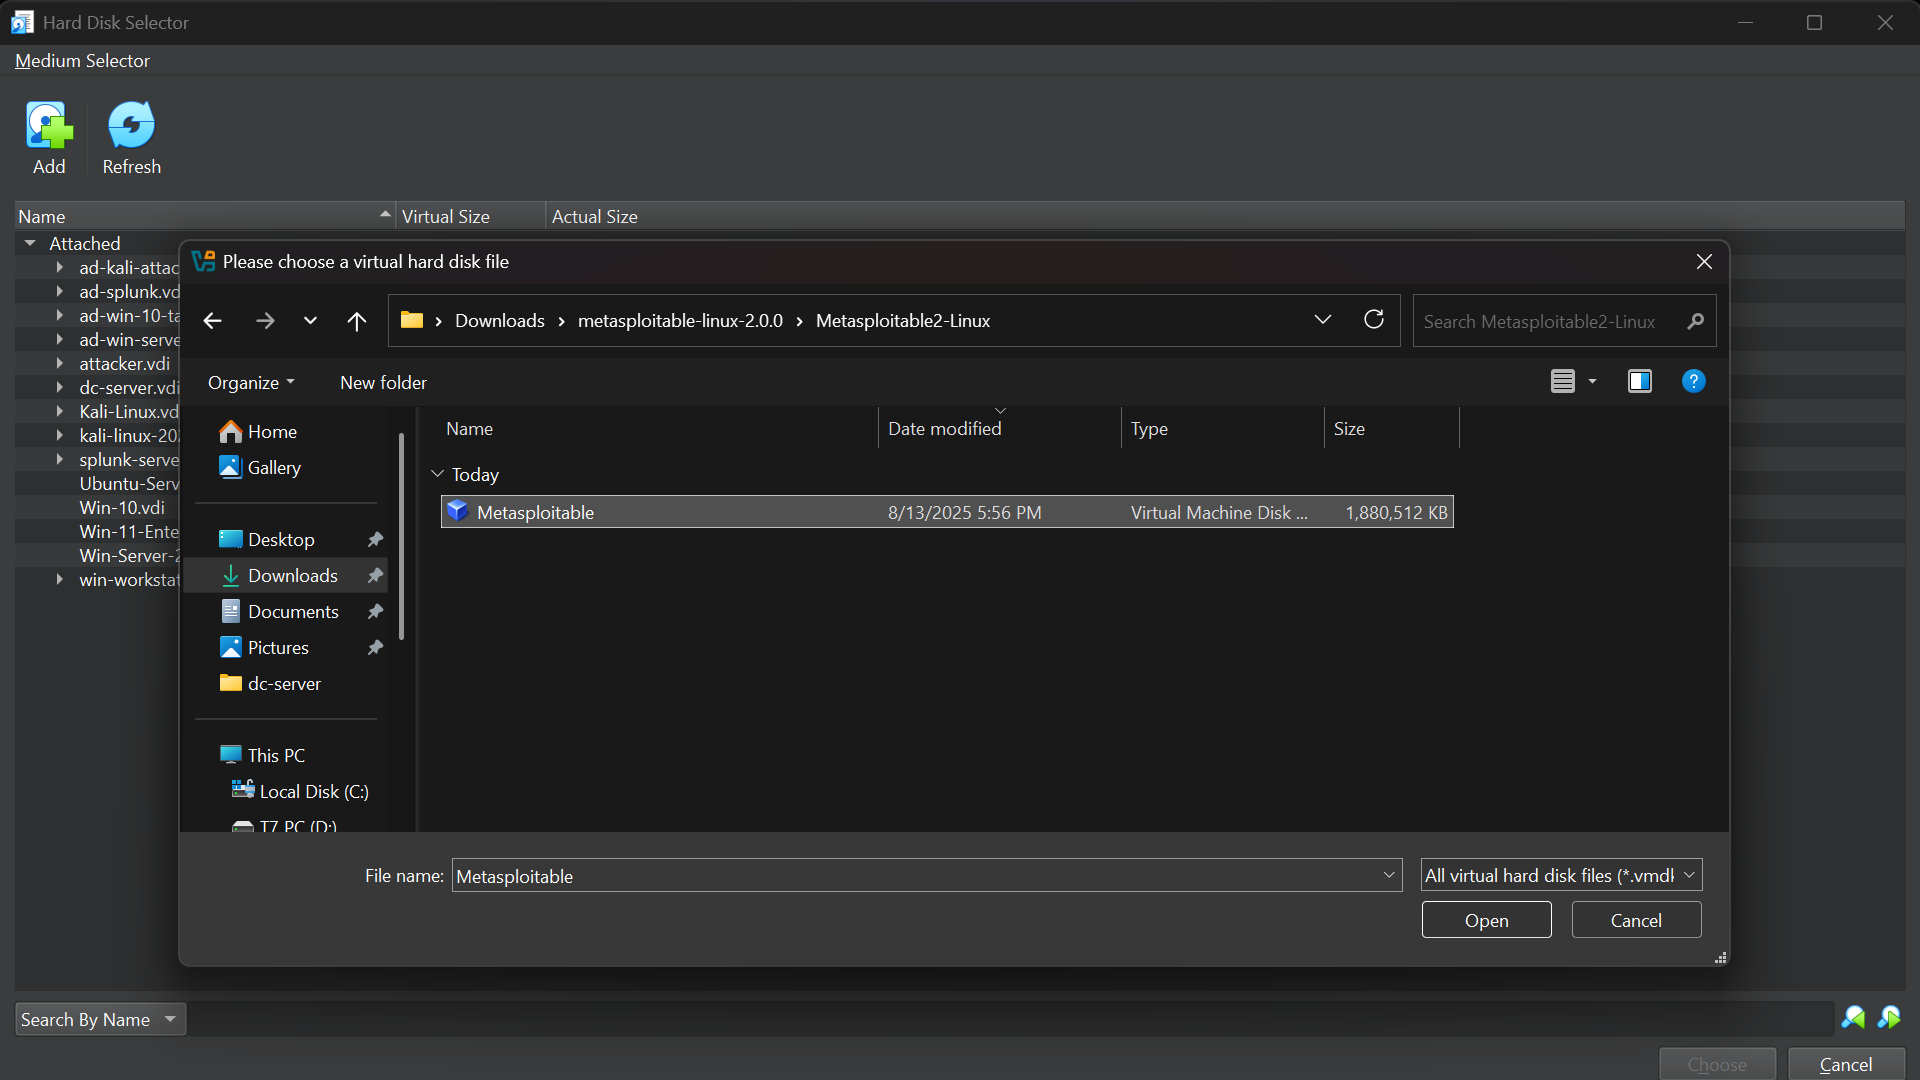 Hard Disk Selector
Medium Selector
Add
Refresh
Name
Virtual Size
Actual Size
Attached
ad-kali-attac
ad-splunk.vd
ad-win-10-ta
ad-win-serve
attacker.vdi
dc-server.vdi
Kali-Linux.vd
kali-linux-202
splunk-serve
Ubuntu-Serv
Win-10.vdi
Win-11-Ente
Win-Server-2
win-workstat
Please choose a virtual hard disk file
Downloads > metasploitable-linux-2.0.0 > Metasploitable2-Linux
Search Metasploitable2-Linux
Organize
New folder
Home
Gallery
Desktop
Downloads
Documents
Pictures
dc-server
This PC
Local Disk (C:)
T7 PC (D:)
Name
Date modified
Type
Size
Today
Metasploitable 8/13/2025 5:56 PM Virtual Machine Disk ... 1,880,512 KB
File name: Metasploitable
All virtual hard disk files (*.vmdk
Open
Cancel
Search By Name
Choose
Cancel